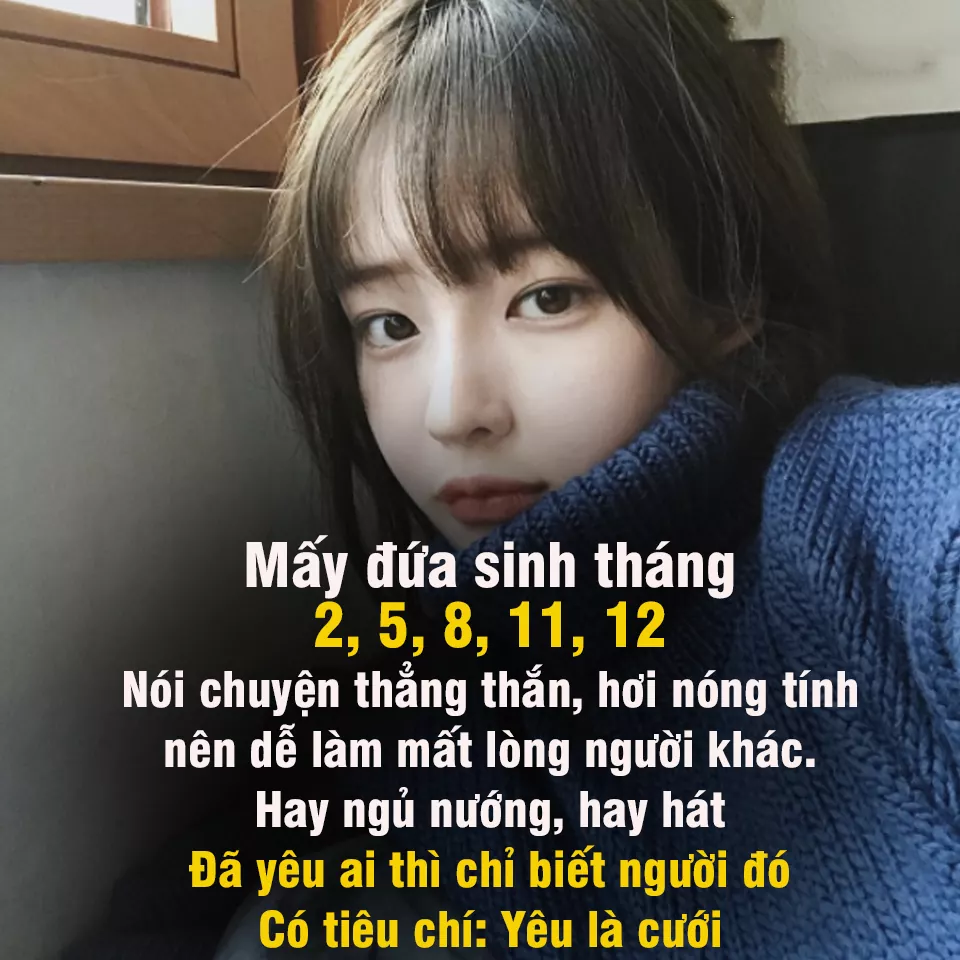 Mấy đứa sinh tháng
2, 5, 8, 11, 12
Nói chuyện thẳng thắn, hơi nóng tính
nên dễ làm mất lòng người khác.
Hay ngủ nướng, hay hát
Đã yêu ai thì chỉ biết người đó
Có tiêu chí: Yêu là cưới